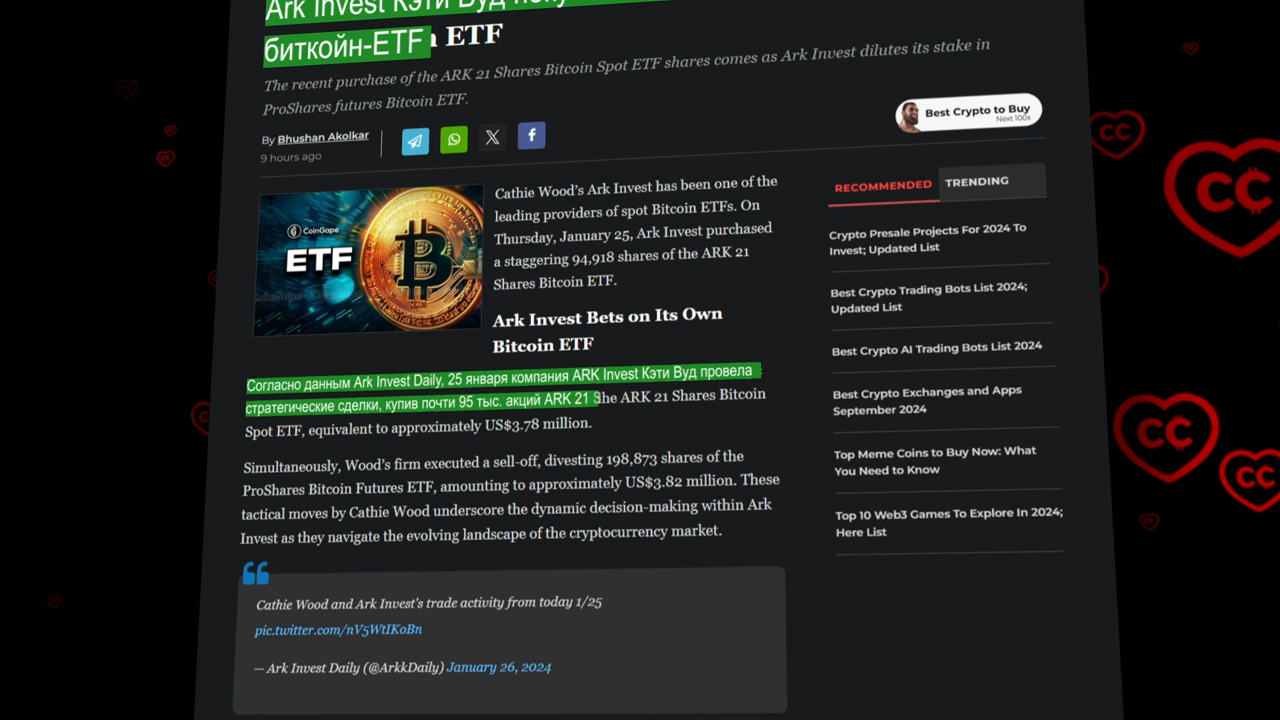 Ark Invest Кэти Вуд
биткойн-ETF ETF
The recent purchase of the ARK 21 Shares Bitcoin Spot ETF shares comes as Ark Invest dilutes its stake in
ProShares futures Bitcoin ETF.
By Bhushan Akolkar
9 hours ago
Best Crypto to Buy
Next 100x
CoinGape
ETF
Cathie Wood's Ark Invest has been one of the
leading providers of spot Bitcoin ETFs. On
Thursday, January 25, Ark Invest purchased
a staggering 94,918 shares of the ARK 21
Shares Bitcoin ETF.
Ark Invest Bets on Its Own
Bitcoin ETF
Согласно данным Ark Invest Daily, 25 января компания ARK Invest Кэти Вуд провела
стратегические сделки, купив почти 95 тыс. акций ARK 21 S he ARK 21 Shares Bitcoin
Spot ETF, equivalent to approximately US$3.78 million.
Simultaneously, Wood's firm executed a sell-off, divesting 198,873 shares of the
ProShares Bitcoin Futures ETF, amounting to approximately US$3.82 million. These
tactical moves by Cathie Wood underscore the dynamic decision-making within Ark
Invest as they navigate the evolving landscape of the cryptocurrency market.
Cathie Wood and Ark Invest's trade activity from today 1/25
pic.twitter.com/nV5WtIKoBn
— Ark Invest Daily (@ArkkDaily) January 26, 2024
RECOMMENDED TRENDING
Crypto Presale Projects For 2024 To
Invest; Updated List
Best Crypto Trading Bots List 2024;
Updated List
Best Crypto AI Trading Bots List 2024
Best Crypto Exchanges and Apps
September 2024
Top Meme Coins to Buy Now: What
You Need to Know
Top 10 Web3 Games To Explore In 2024;
Here List